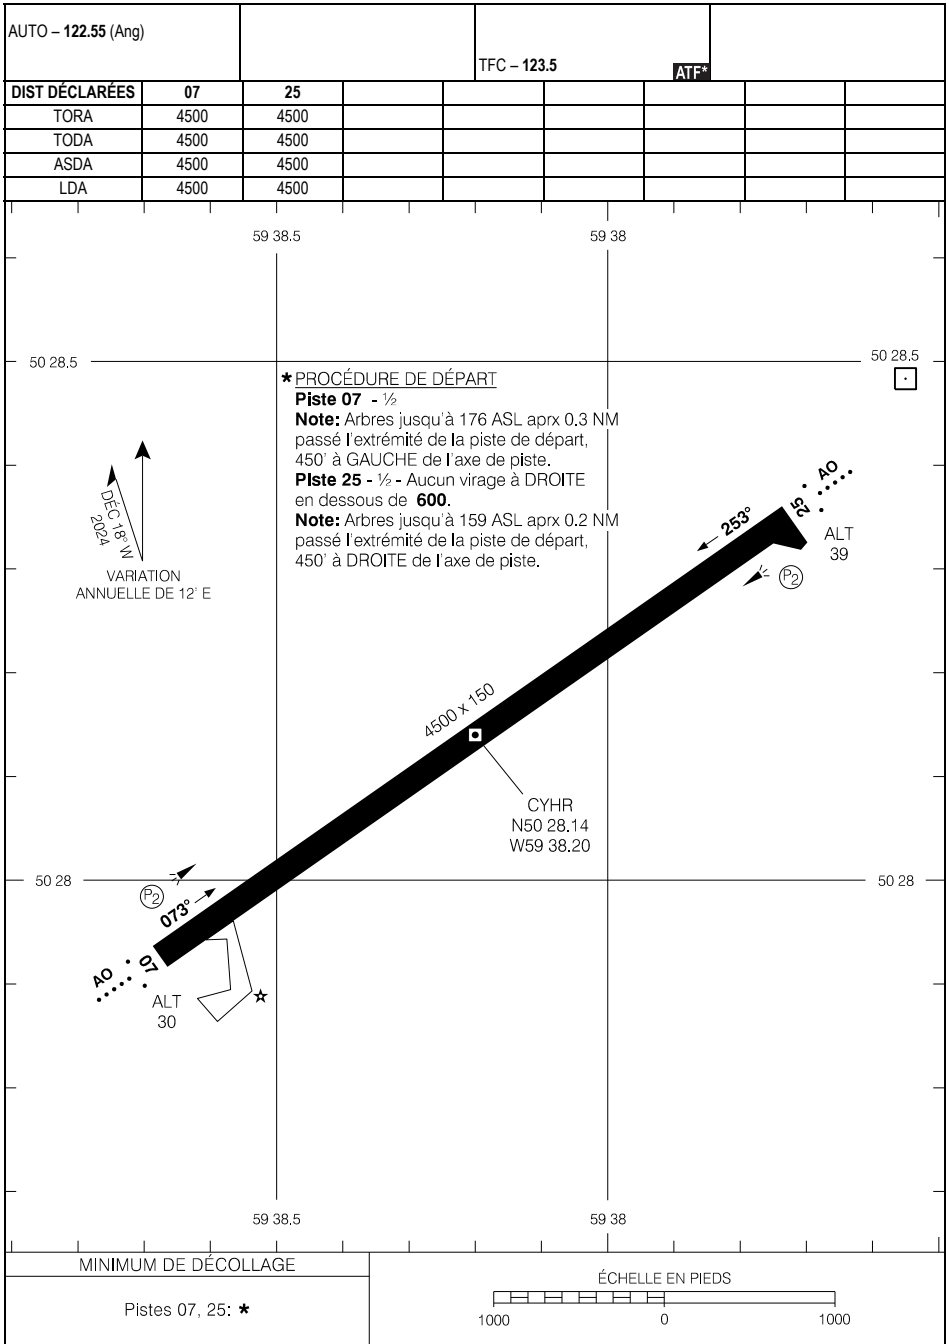 AUTO – 122.55 (Ang)
TFC – 123.5
ATF*
DIST DÉCLARÉES 07 25
TORA 4500 4500
TODA 4500 4500
ASDA 4500 4500
LDA 4500 4500
59 38.5 59 38
50 28.5 50 28.5
* PROCÉDURE DE DÉPART
Piste 07 - ½
Note: Arbres jusqu'à 176 ASL aprx 0.3 NM
passé l'extrémité de la piste de départ,
450' à GAUCHE de l'axe de piste.
Piste 25 - ½ - Aucun virage à DROITE
en dessous de 600.
Note: Arbres jusqu'à 159 ASL aprx 0.2 NM
passé l'extrémité de la piste de départ,
450' à DROITE de l'axe de piste.
DÉC 18° W
2024
VARIATION
ANNUELLE DE 12' E
AO
25
253°
ALT
39
P2
4500 x 150
CYHR
N50 28.14
W59 38.20
50 28 50 28
P2
073°
AO
07
ALT
30
59 38.5 59 38
MINIMUM DE DÉCOLLAGE
Pistes 07, 25: *
ÉCHELLE EN PIEDS
1000 0 1000